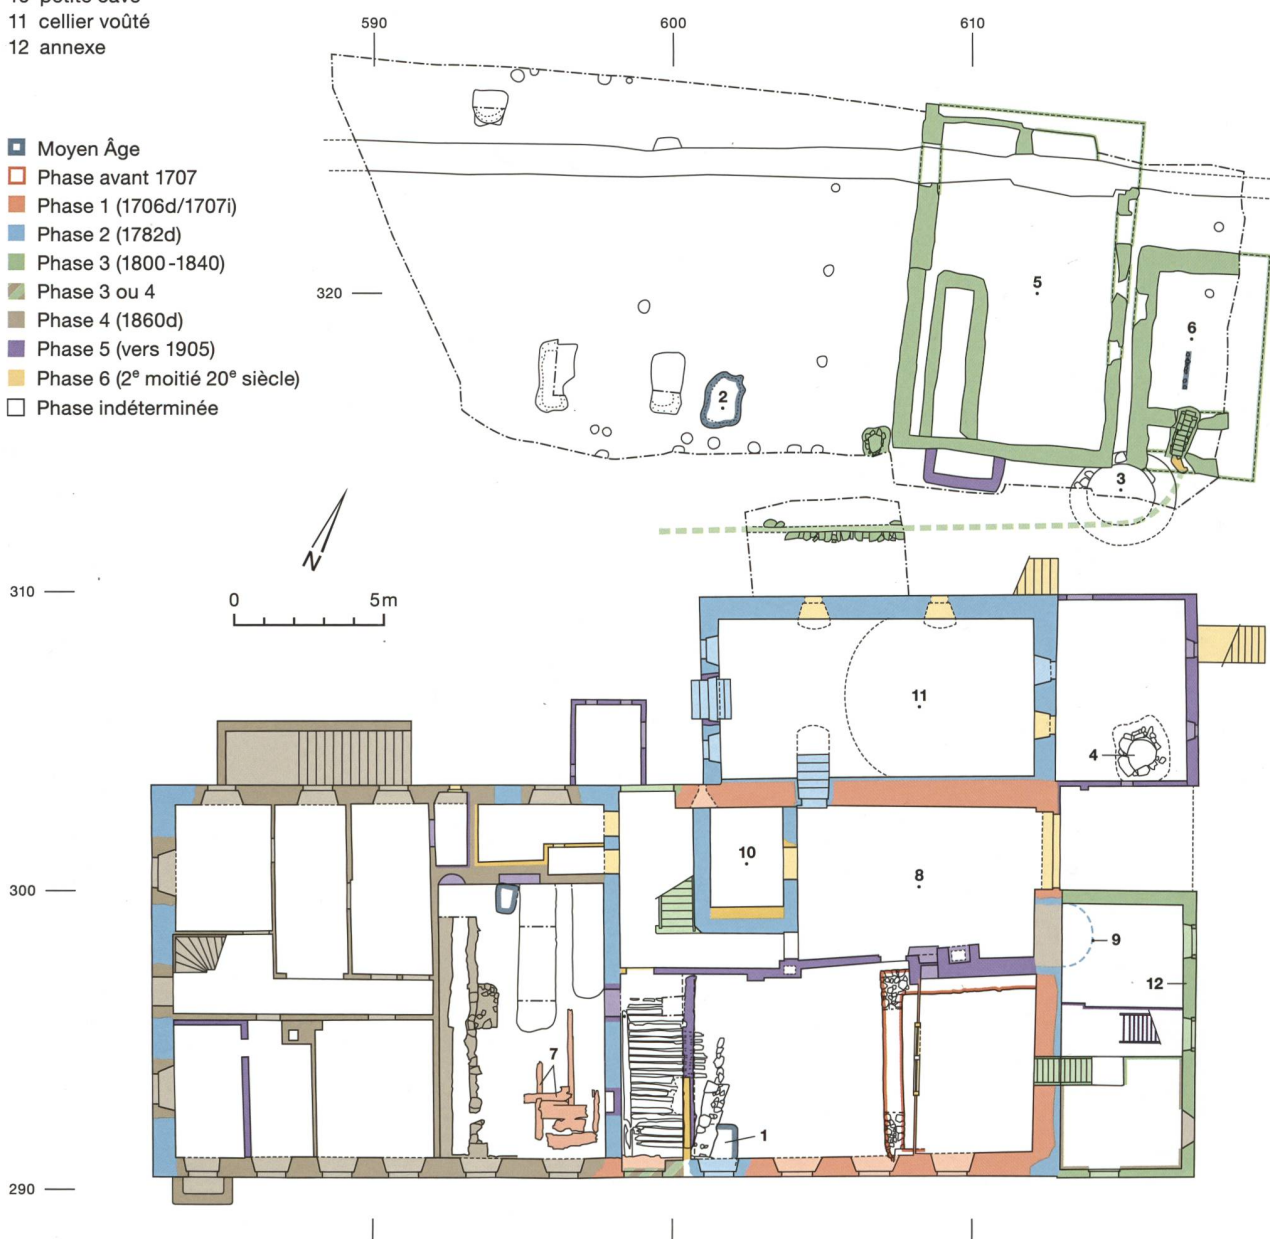 10 petite cave
11 cellier voûté
12 annexe
Moyen Âge
Phase avant 1707
Phase 1 (1706d/1707i)
Phase 2 (1782d)
Phase 3 (1800-1840)
Phase 3 ou 4
Phase 4 (1860d)
Phase 5 (vers 1905)
Phase 6 (2e moitié 20e siècle)
Phase indéterminée
590
600
610
320
5
6
2
3
N
310
0 5m
11
4
10
8
300
9
12
7
1
290